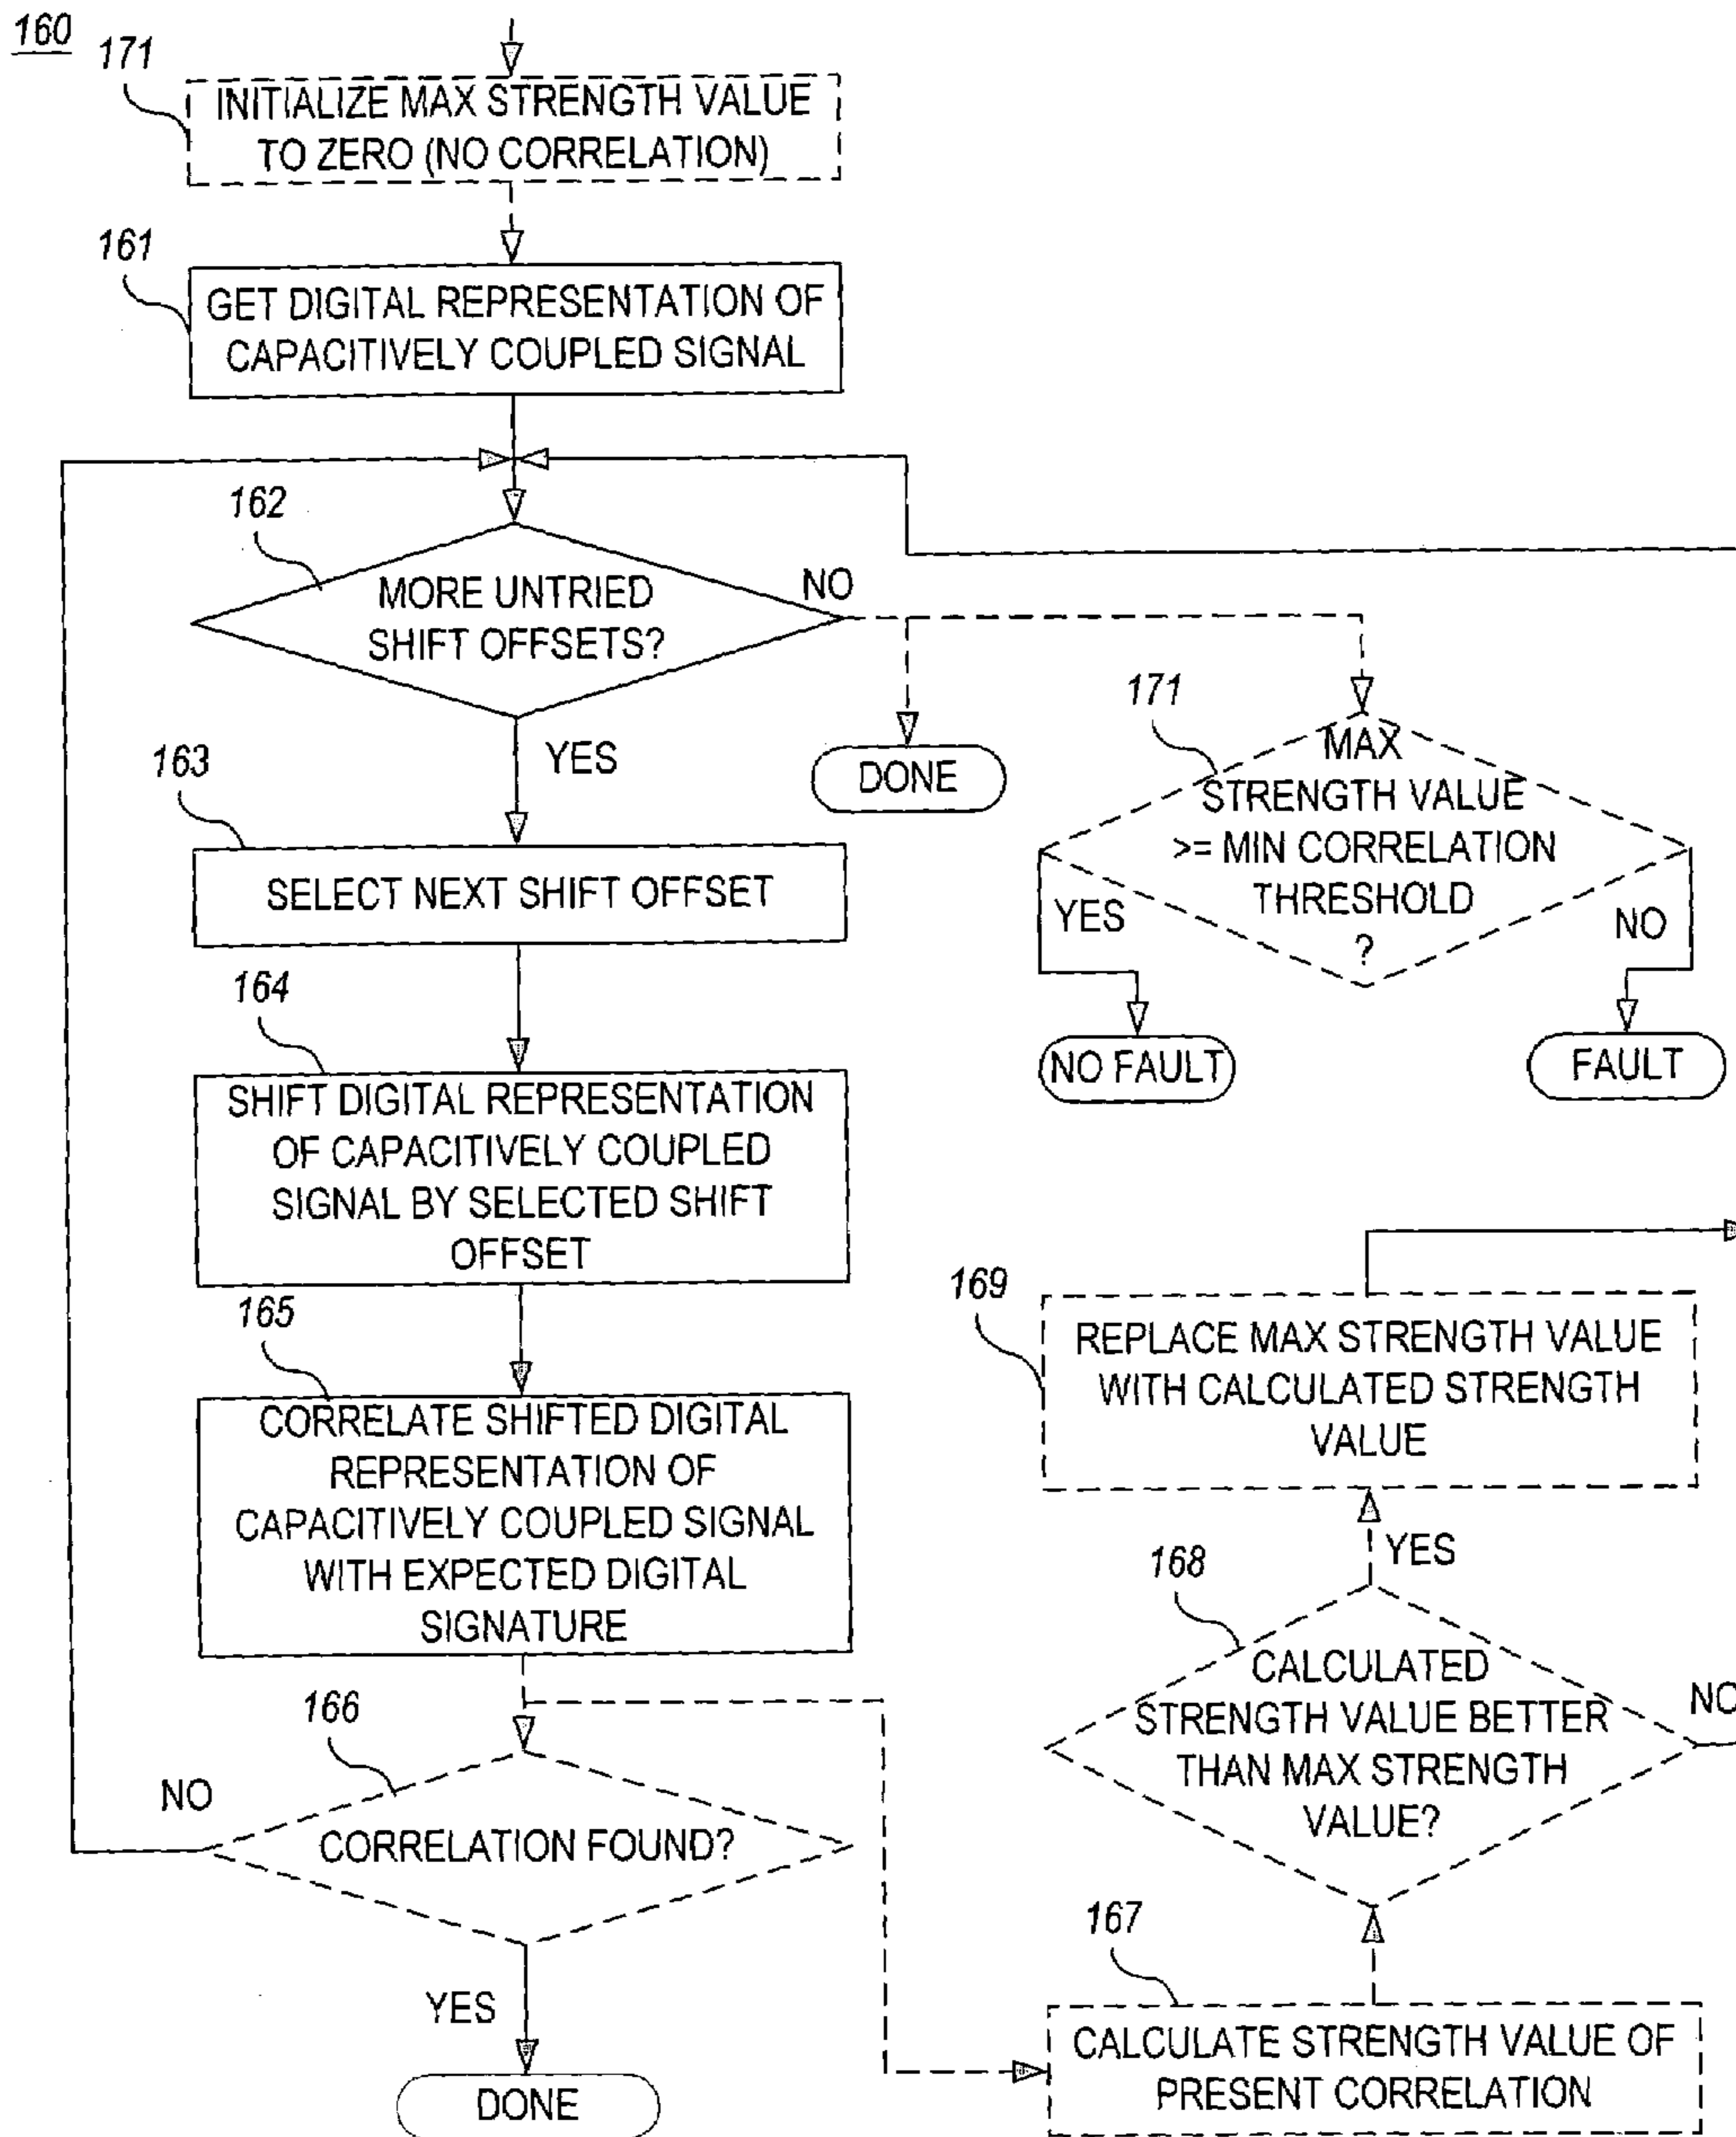 160
171
INITIALIZE MAX STRENGTH VALUE
TO ZERO (NO CORRELATION)
161
GET DIGITAL REPRESENTATION OF
CAPACITIVELY COUPLED SIGNAL
162
MORE UNTRIED
SHIFT OFFSETS?
NO
YES
DONE
171
MAX
STRENGTH VALUE
>= MIN CORRELATION
THRESHOLD
?
YES
NO
NO FAULT
FAULT
163
SELECT NEXT SHIFT OFFSET
164
SHIFT DIGITAL REPRESENTATION
OF CAPACITIVELY COUPLED
SIGNAL BY SELECTED SHIFT
OFFSET
165
CORRELATE SHIFTED DIGITAL
REPRESENTATION OF
CAPACITIVELY COUPLED SIGNAL
WITH EXPECTED DIGITAL
SIGNATURE
166
NO
CORRELATION FOUND?
YES
DONE
169
REPLACE MAX STRENGTH VALUE
WITH CALCULATED STRENGTH
VALUE
YES
168
CALCULATED
STRENGTH VALUE BETTER
THAN MAX STRENGTH
VALUE?
NO
167
CALCULATE STRENGTH VALUE OF
PRESENT CORRELATION